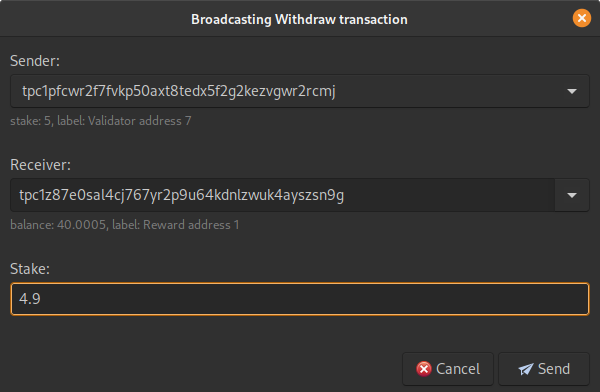 Broadcasting Withdraw transaction
Sender:
tpc1pfcwr2f7fvkp50axt8tedx5f2g2kezvgwr2rcmj
stake: 5, label: Validator address 7
Receiver:
tpc1z87e0sal4cj767yr2p9u64kdnlzwuk4ayszsn9g
balance: 40.0005, label: Reward address 1
Stake:
4.9
Cancel
Send